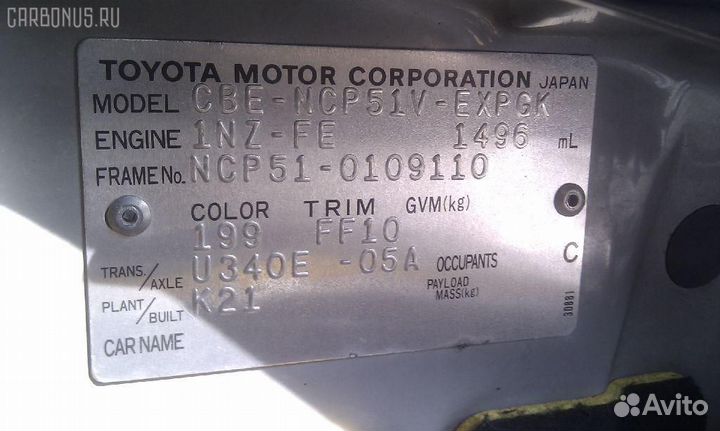 CARBONUS.RU
TOYOTA MOTOR CORPORATION JAPAN
MODEL CBE-NCP51V-EXPGK
ENGINE 1NZ-FE 1496 mL
FRAME No. NCP51-0109110
COLOR TRIM GVM(kg)
199 FF10
TRANS./AXLE U340E -05A OCCUPANTS C
PAYLOAD
MASS(kg)
PLANT/BUILT K21
CAR NAME
30881
Avito